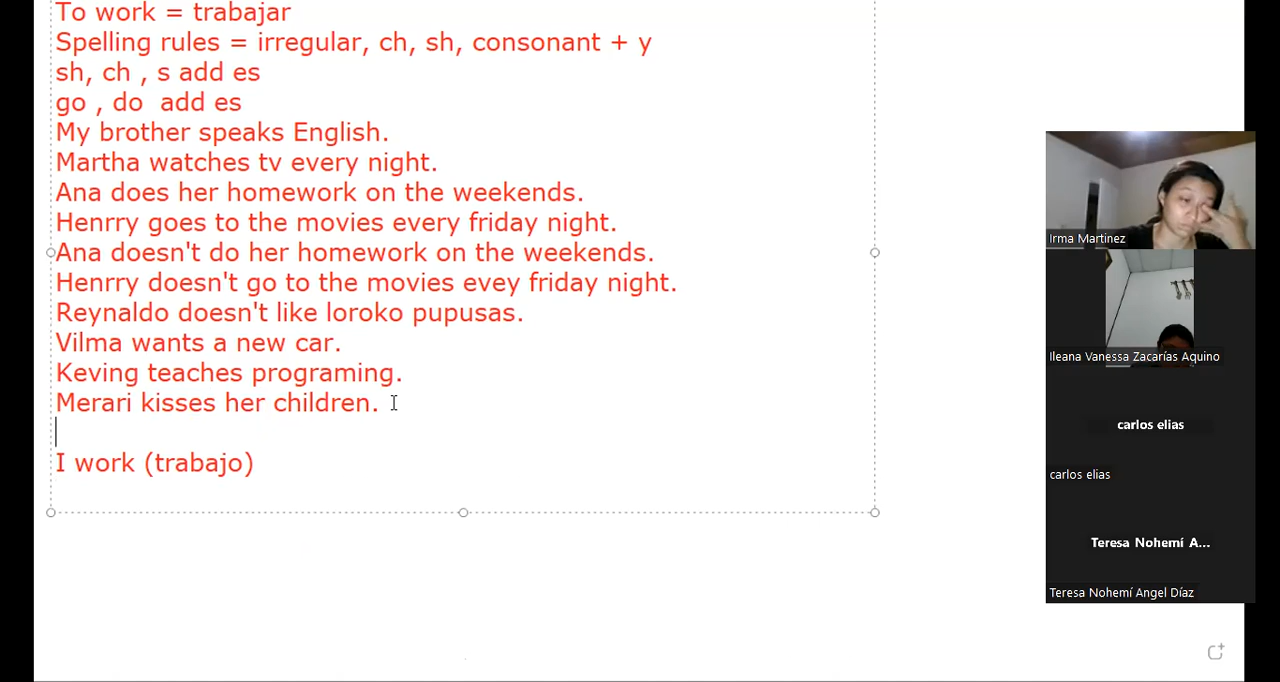 To work = trabajar
Spelling rules = irregular, ch, sh, consonant + y
sh, ch , s add es
go , do  add es
My brother speaks English.
Martha watches tv every night.
Ana does her homework on the weekends.
Henrry goes to the movies every friday night.
Ana doesn't do her homework on the weekends.
Henrry doesn't go to the movies evey friday night.
Reynaldo doesn't like loroko pupusas.
Vilma wants a new car.
Keving teaches programing.
Merari kisses her children.
I work (trabajo)
Irma Martinez
Ileana Vanessa Zacarías Aquino
carlos elias
carlos elias
Teresa Nohemí A...
Teresa Nohemí Angel Díaz